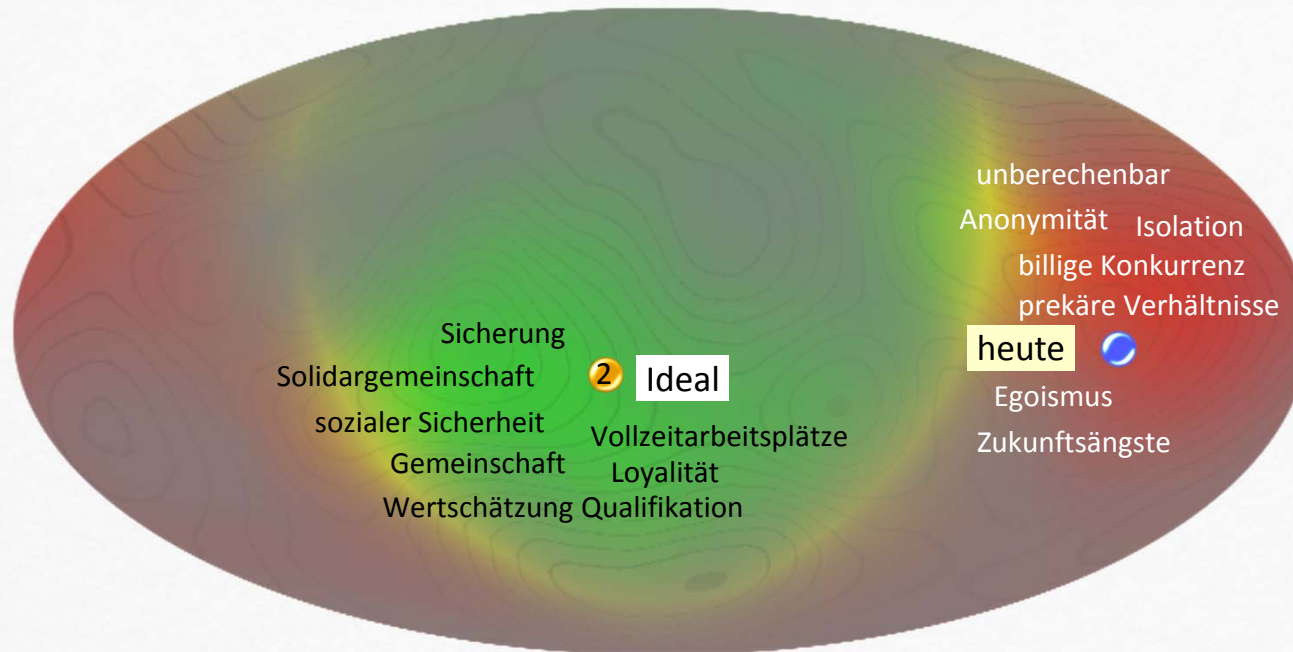 unberechenbar
Anonymität
Isolation
billige Konkurrenz
prekäre Verhältnisse
heute
Egoismus
Zukunftsängste
Sicherung
Solidargemeinschaft
2 Ideal
sozialer Sicherheit
Vollzeitarbeitsplätze
Gemeinschaft
Loyalität
Wertschätzung Qualifikation